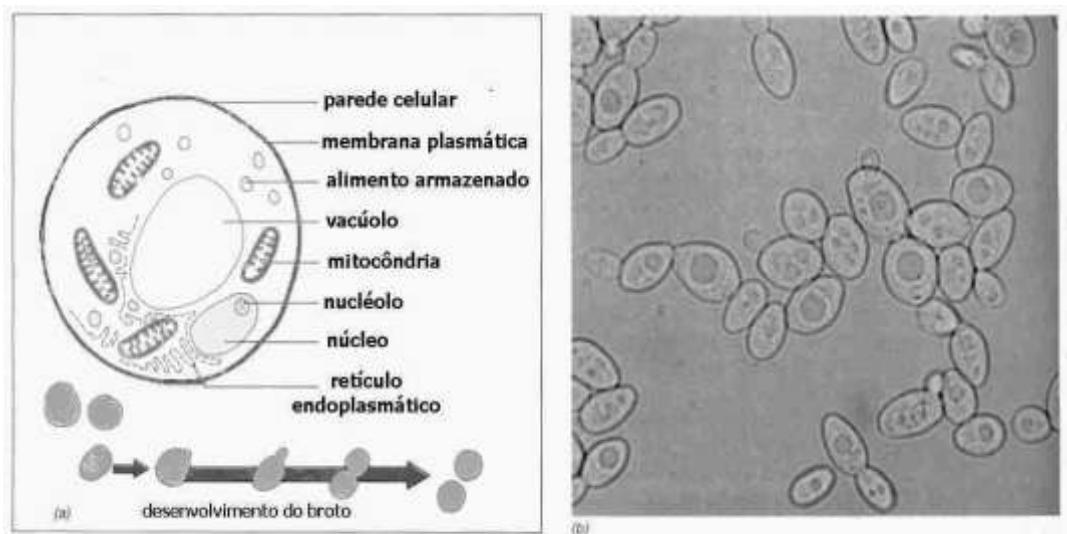 parede celular
membrana plasmática
alimento armazenado
vacúolo
mitocôndria
nucléolo
núcleo
retículo
endoplasmático
(a)
desenvolvimento do broto
(b)